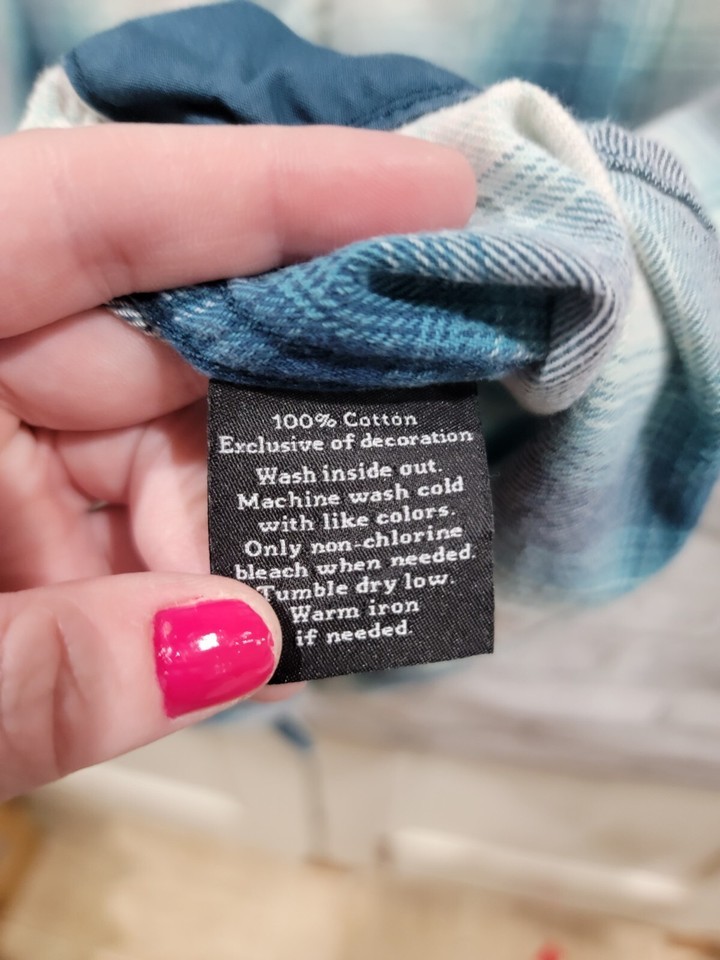 100% Cotton
Exclusive of decoration
Wash inside out.
Machine wash cold
with like colors.
Only non-chlorine
bleach when needed.
Tumble dry low.
Warm iron
if needed.